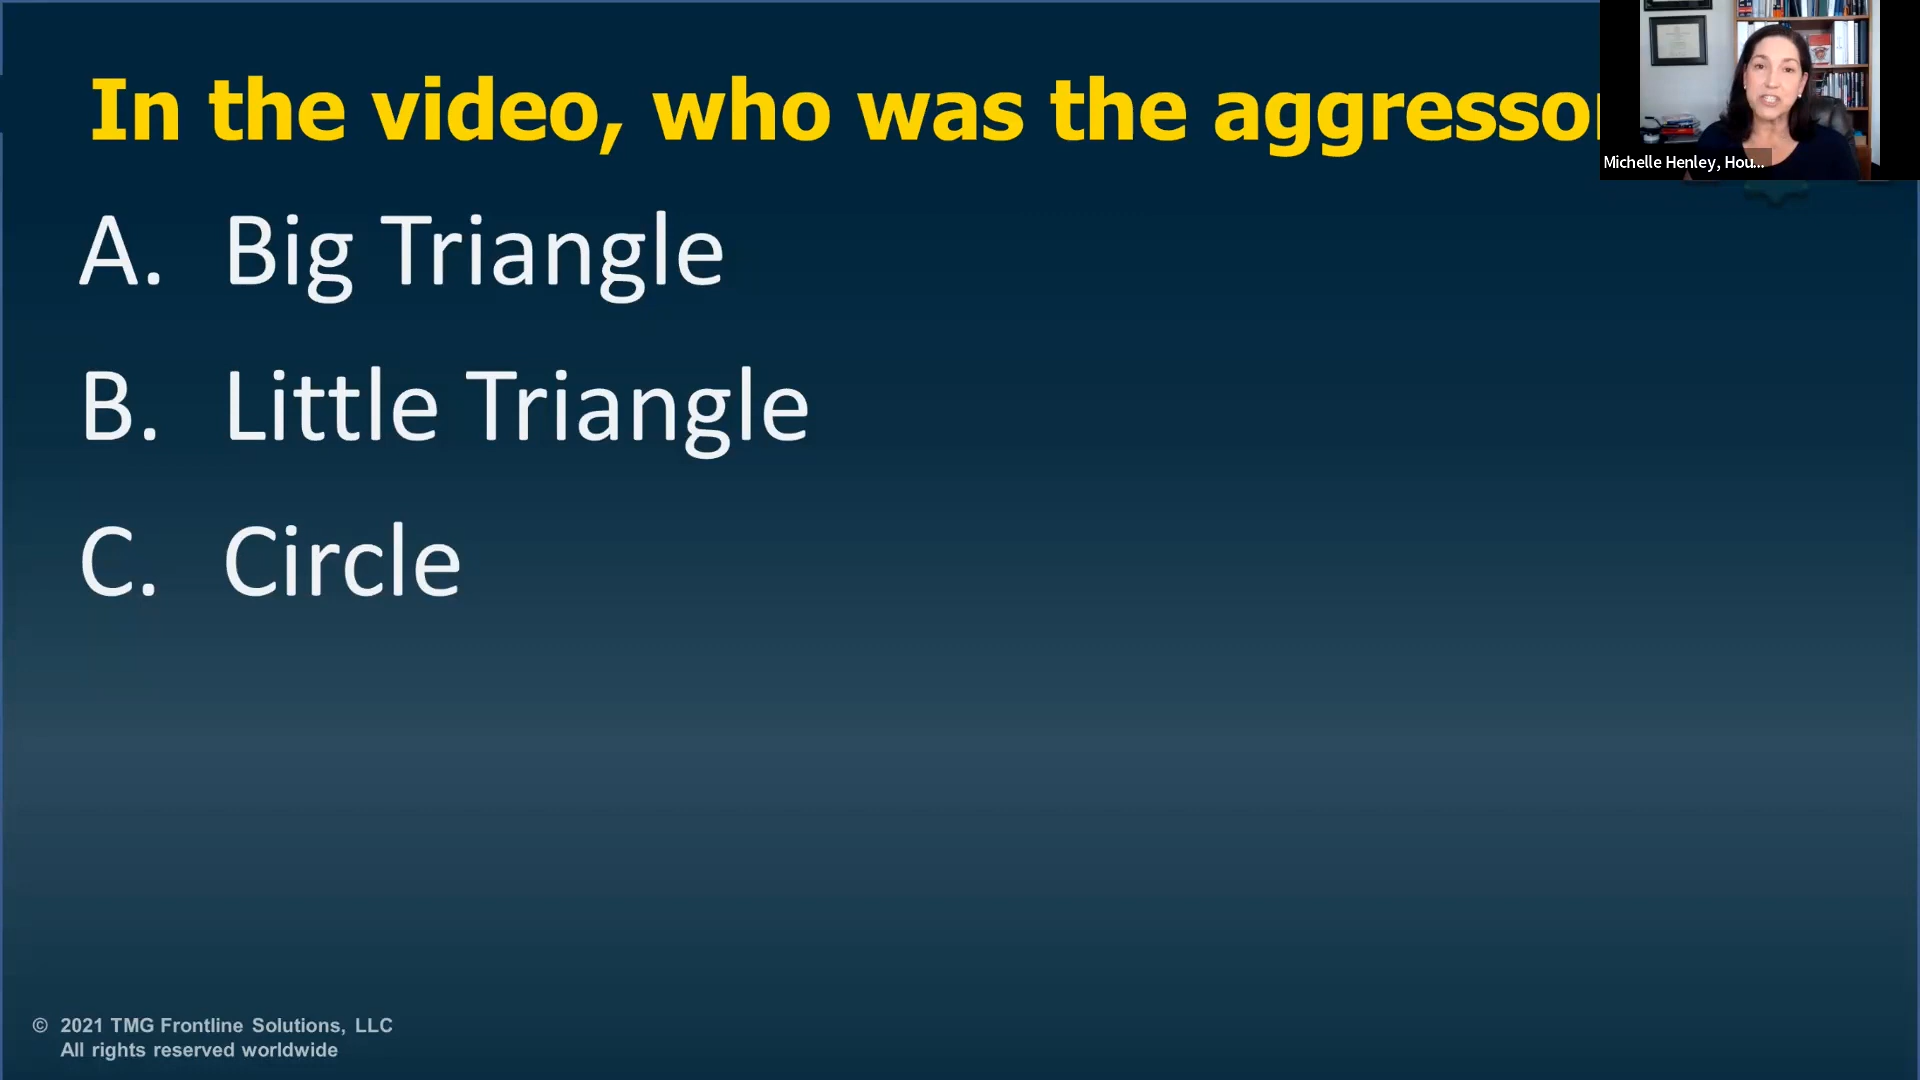 In the video, who was the aggresso
A. Big Triangle
B. Little Triangle
C. Circle
Michelle Henley, Hou...
© 2021 TMG Frontline Solutions, LLC
All rights reserved worldwide